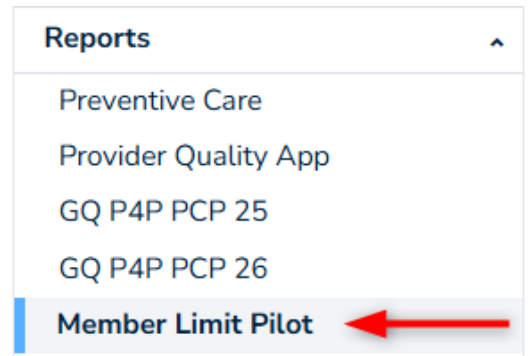 Reports
Preventive Care
Provider Quality App
GQ P4P PCP 25
GQ P4P PCP 26
Member Limit Pilot